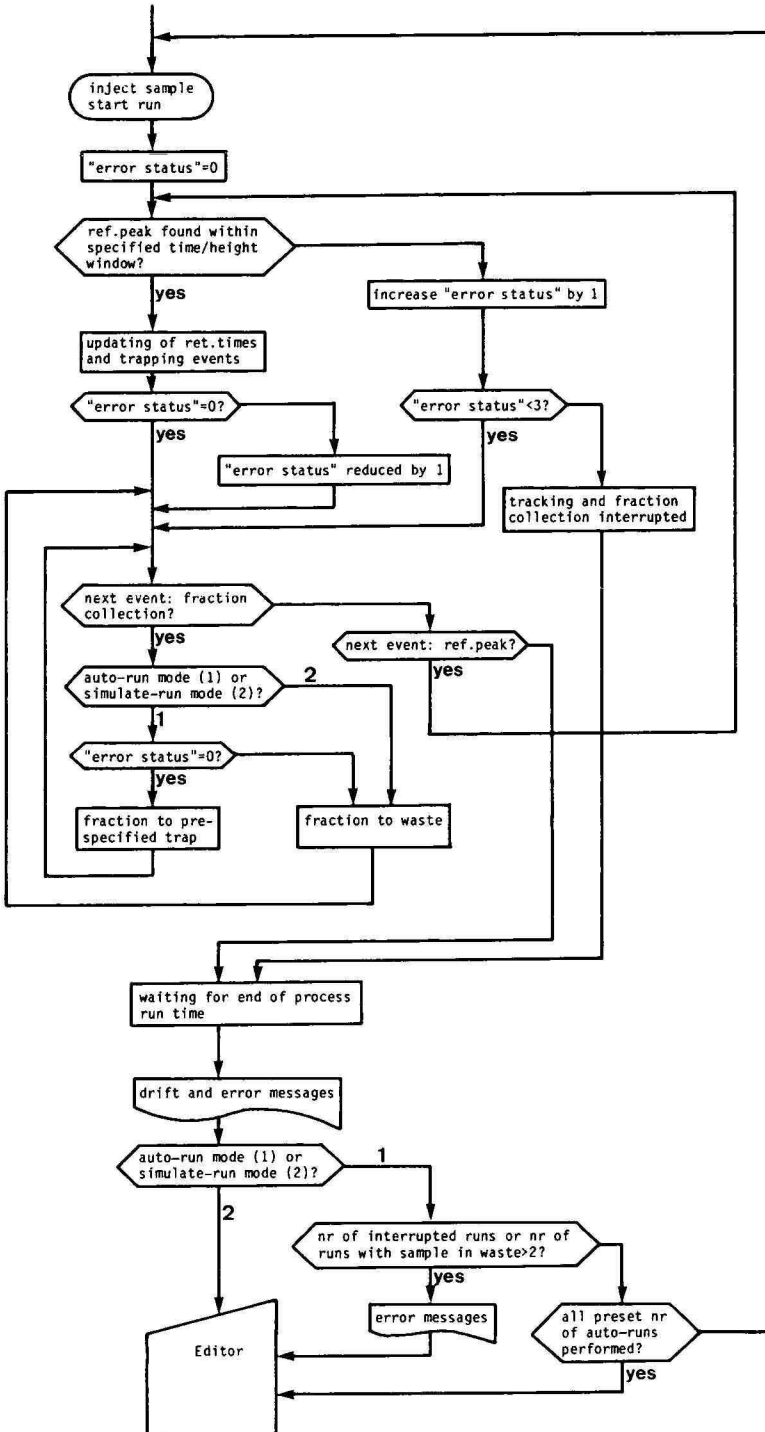 inject sample
start run
"error status"=0
ref.peak found within
specified time/height
window?
yes
increase "error status" by 1
updating of ret.times
and trapping events
"error status"=0?
"error status"<3?
yes
yes
"error status" reduced by 1
tracking and fraction
collection interrupted
next event: fraction
collection?
yes
next event: ref.peak?
yes
auto-run mode (1) or
simulate-run mode (2)?
2
1
"error status"=0?
yes
fraction to pre-
specified trap
fraction to waste
waiting for end of process
run time
drift and error messages
auto-run mode (1) or
simulate-run mode (2)?
1
2
nr of interrupted runs or nr of
runs with sample in waste>2?
yes
error messages
all preset nr
of auto-runs
performed?
yes
Editor